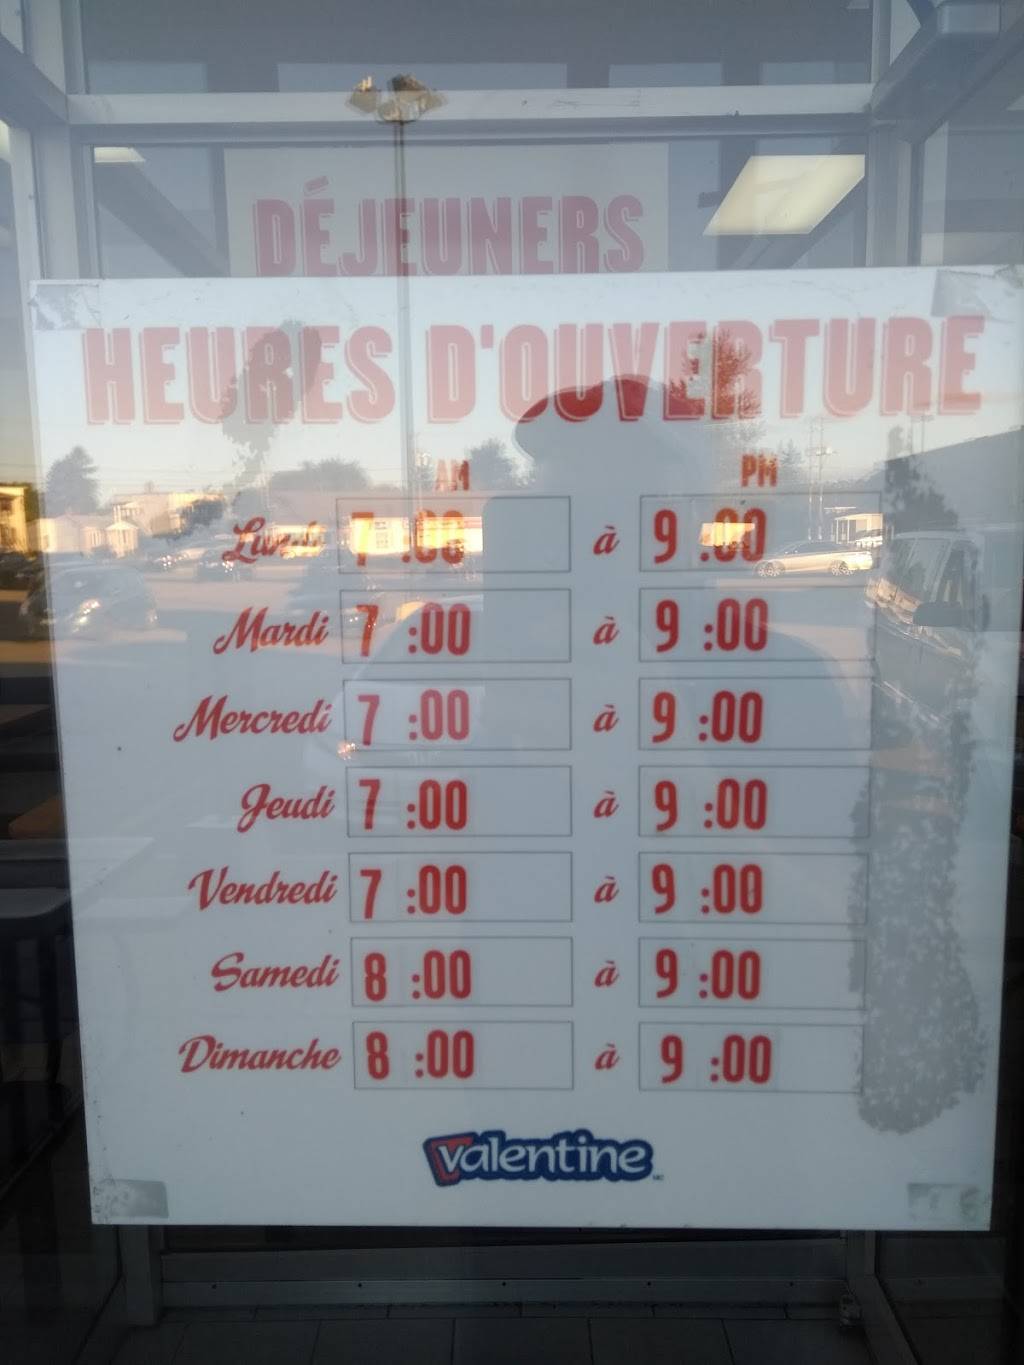 DÉJEUNERS
HEURES D'OUVERTURE
AM PM
Lundi 7 :00 à 9 :00
Mardi 7 :00 à 9 :00
Mercredi 7 :00 à 9 :00
Jeudi 7 :00 à 9 :00
Vendredi 7 :00 à 9 :00
Samedi 8 :00 à 9 :00
Dimanche 8 :00 à 9 :00
valentine MC